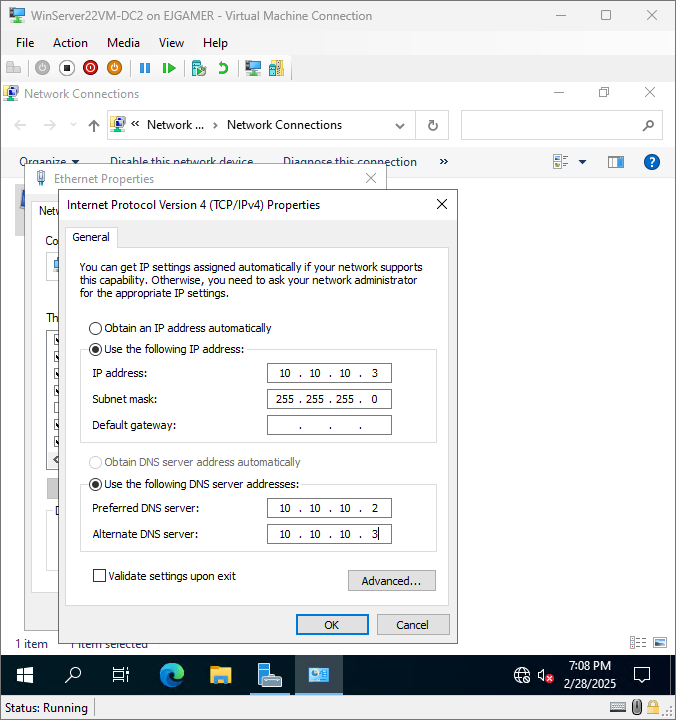 WinServer22VM-DC2 on EJGAMER - Virtual Machine Connection
File Action Media View Help
Network Connections
« Network ... > Network Connections
Organize Disable this network device Diagnose this connection »
Ethernet Properties
Internet Protocol Version 4 (TCP/IPv4) Properties
General
You can get IP settings assigned automatically if your network supports
this capability. Otherwise, you need to ask your network administrator
for the appropriate IP settings.
Obtain an IP address automatically
Use the following IP address:
IP address: 10 . 10 . 10 . 3
Subnet mask: 255 . 255 . 255 . 0
Default gateway: . . .
Obtain DNS server address automatically
Use the following DNS server addresses:
Preferred DNS server: 10 . 10 . 10 . 2
Alternate DNS server: 10 . 10 . 10 . 3
Validate settings upon exit
Advanced...
OK Cancel
1 item 1 item selected
7:08 PM
2/28/2025
Status: Running